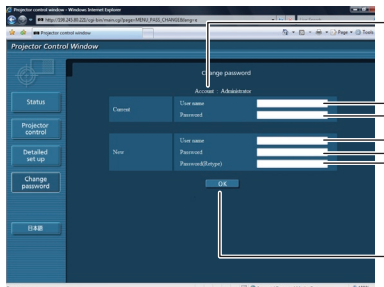 Projector control window - Windows Internet Explorer
Projector control window
Page
Tools
Projector Control Window
Change password
Account : Administrator
Status
Projector
control
Detailed
set up
Change
password
日本語
Current
User name
Password
New
User name
Password
Password(Retype)
OK